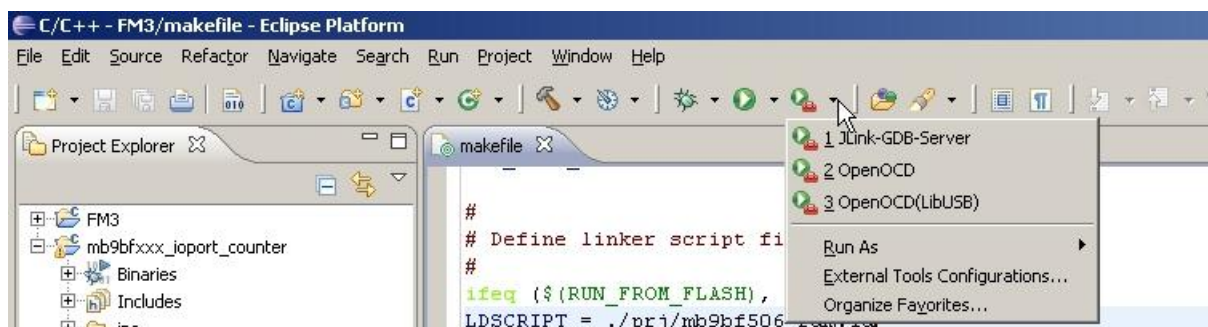 C/C++ - FM3/makefile - Eclipse Platform
File Edit Source Refactor Navigate Search Run Project Window Help
010
Project Explorer
makefile
1 JLink-GDB-Server
2 OpenOCD
3 OpenOCD(LibUSB)
Run As
External Tools Configurations...
Organize Favorites...
FM3
mb9bfxxx_ioport_counter
Binaries
Includes
#
# Define linker script fi
#
ifeq ($(RUN_FROM_FLASH),
LDSCRIPT = ./prj/mb9bf506